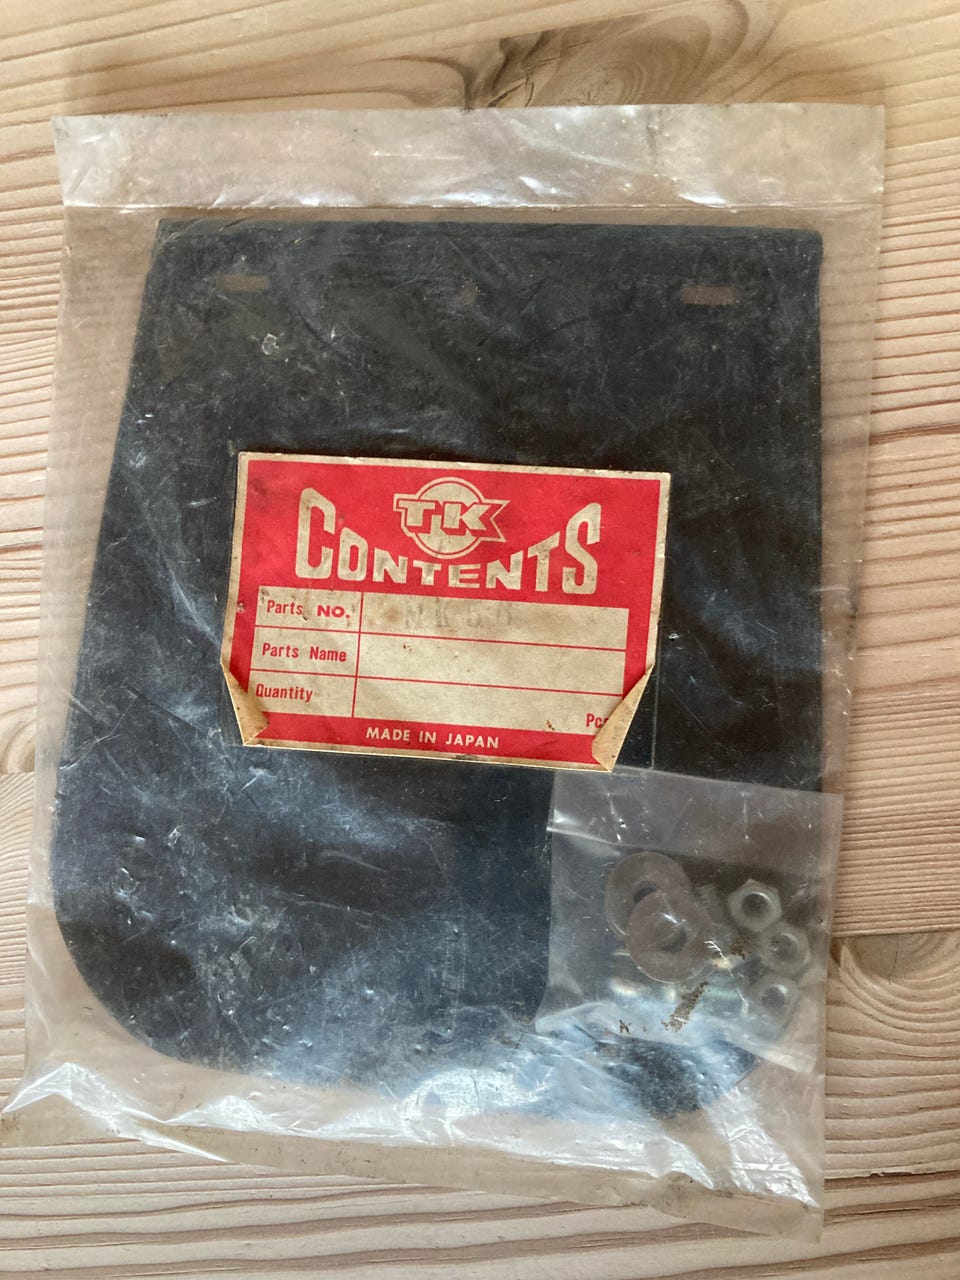 TK
CONTENTS
Parts NO.
Parts Name
Quantity
MADE IN JAPAN